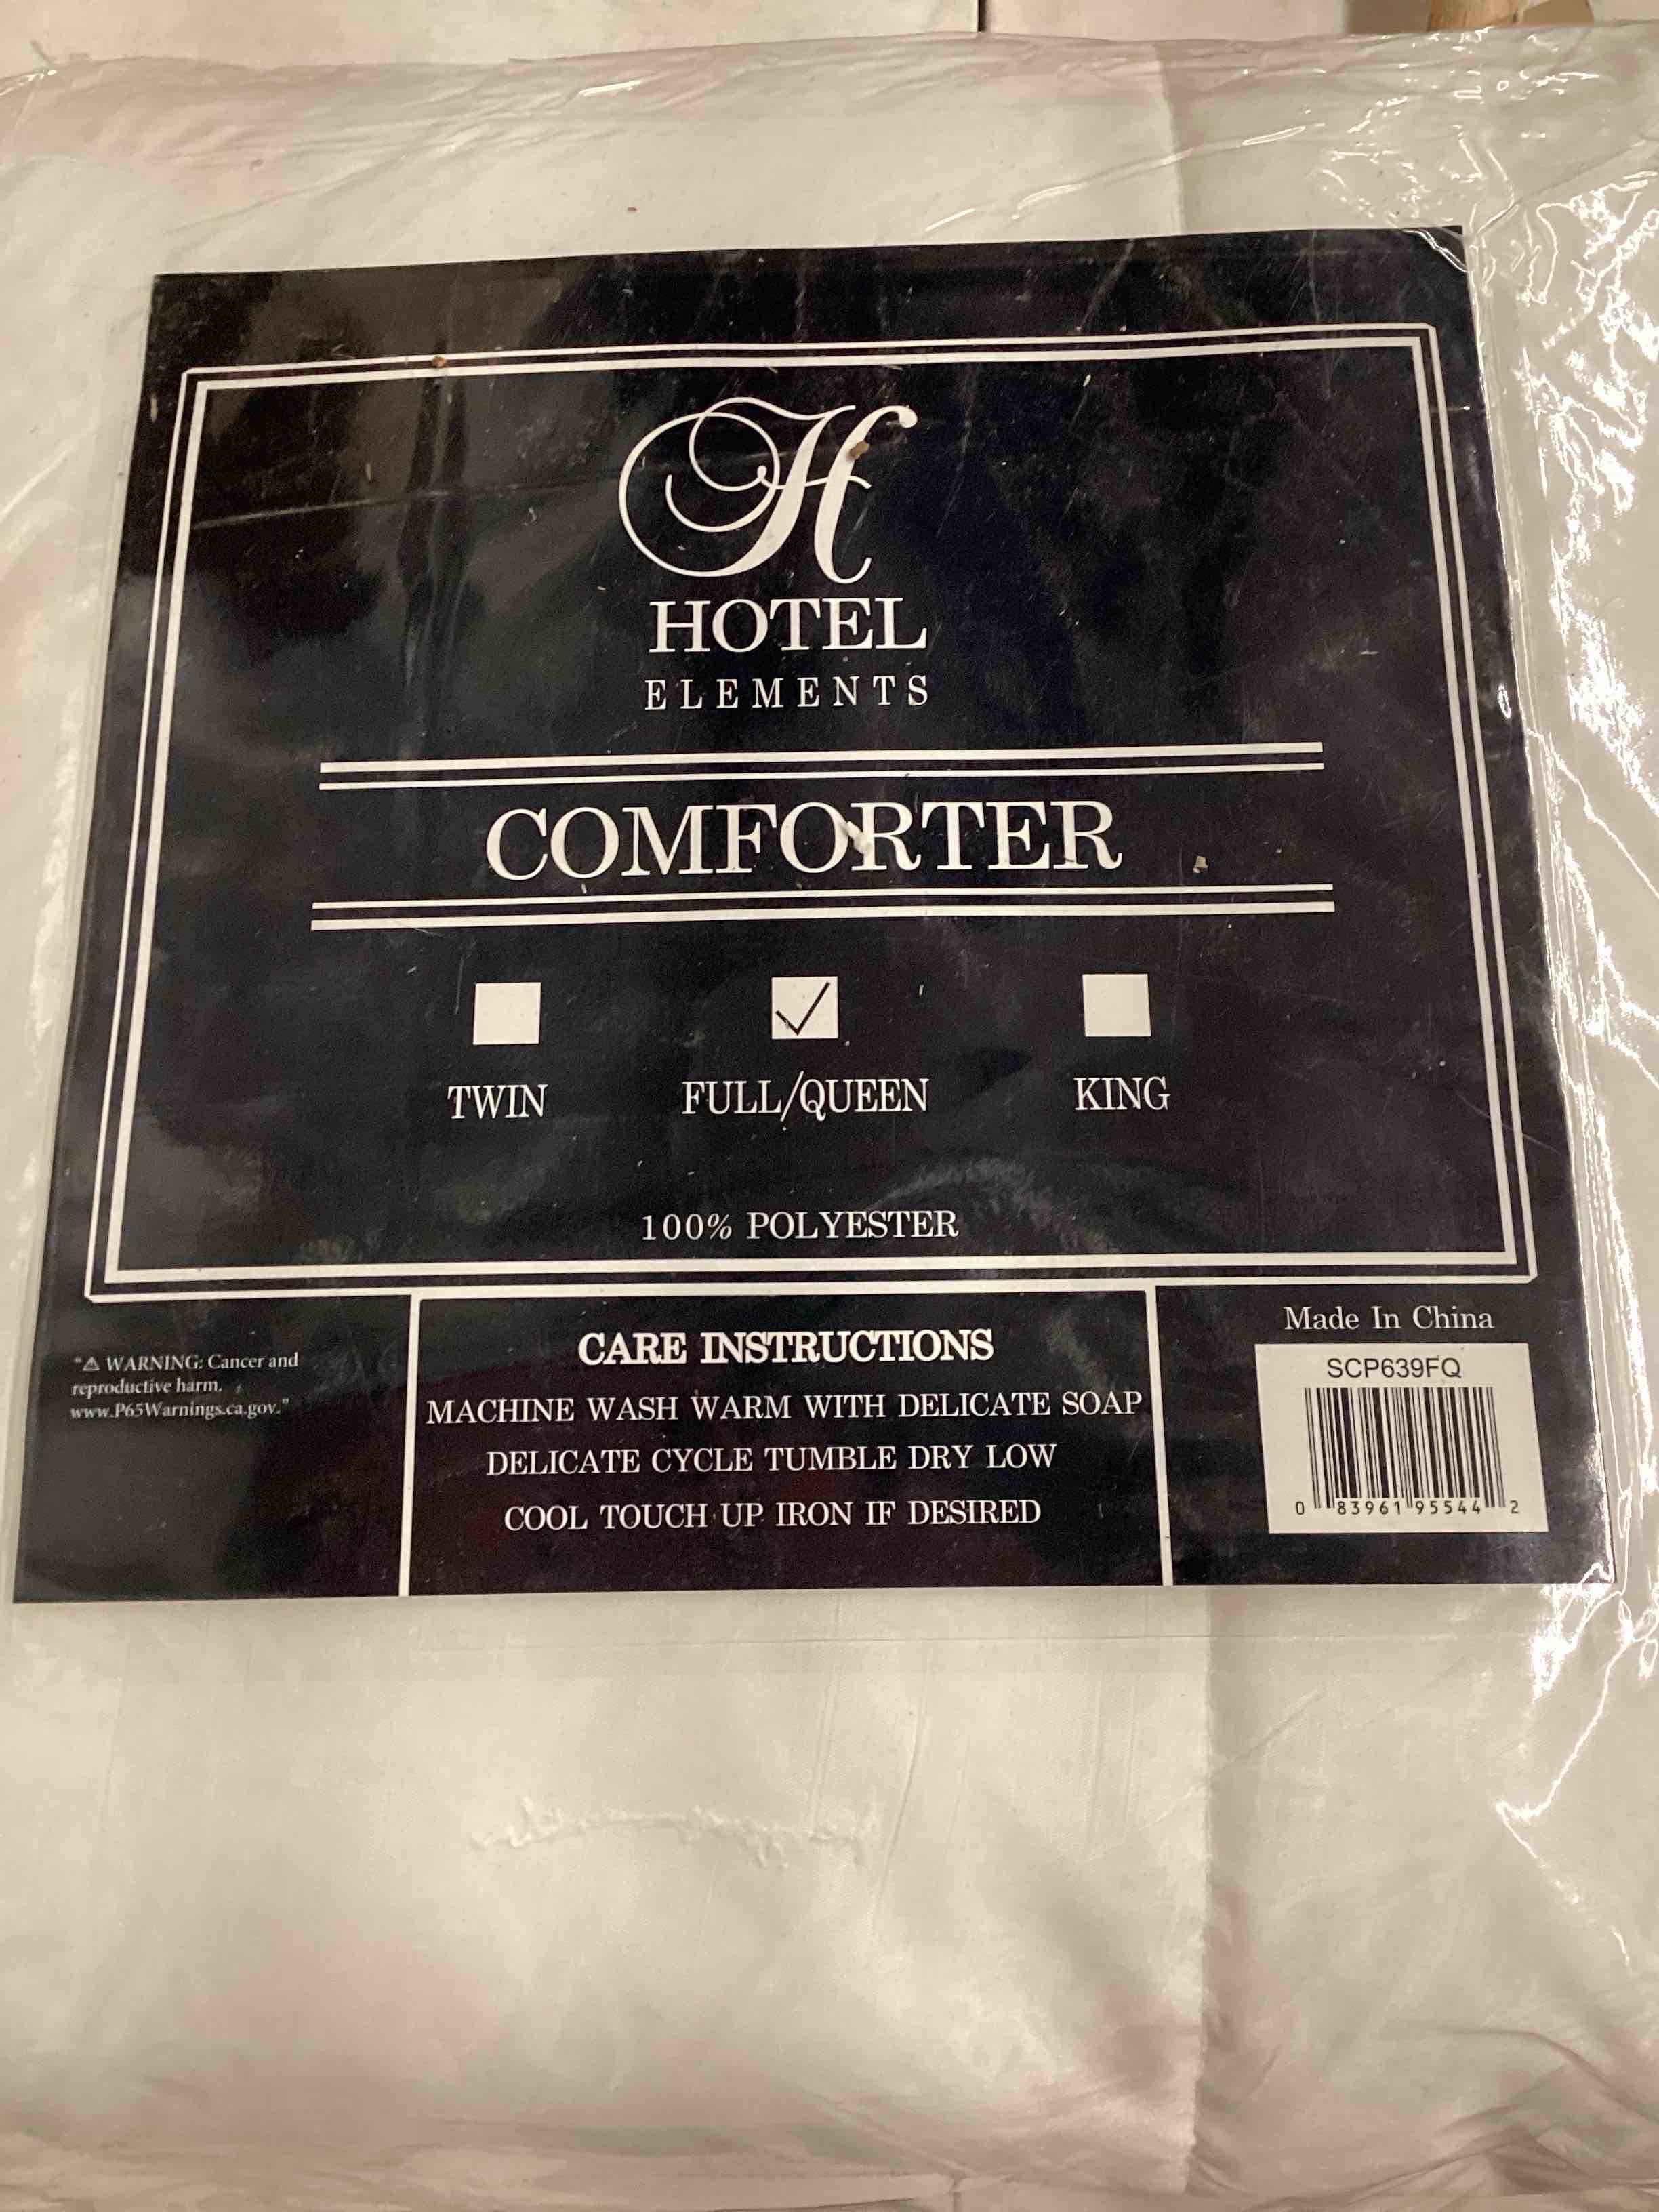 H
HOTEL
ELEMENTS
COMFORTER
TWIN
FULL/QUEEN
KING
100% POLYESTER
"⚠ WARNING: Cancer and
reproductive harm.
www.P65Warnings.ca.gov."
CARE INSTRUCTIONS
MACHINE WASH WARM WITH DELICATE SOAP
DELICATE CYCLE TUMBLE DRY LOW
COOL TOUCH UP IRON IF DESIRED
Made In China
SCP639FQ
0 83961 95544 2